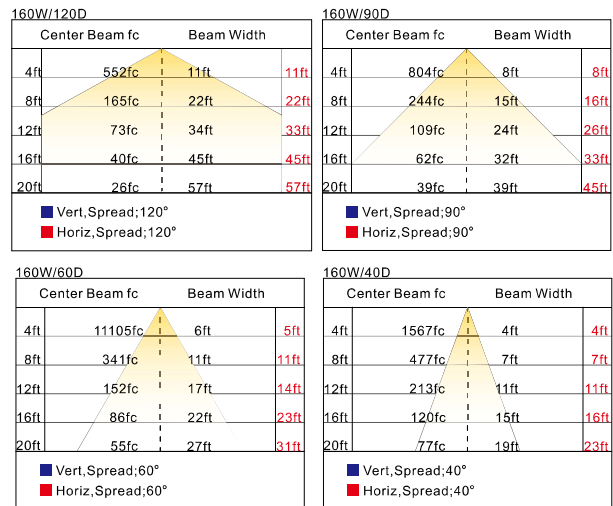 160W/120D
Center Beam fc Beam Width
4ft 552fc 11ft 11ft
8ft 165fc 22ft 22ft
12ft 73fc 34ft 33ft
16ft 40fc 45ft 45ft
20ft 26fc 57ft 57ft
Vert,Spread;120°
Horiz,Spread;120°
160W/90D
Center Beam fc Beam Width
4ft 804fc 8ft 8ft
8ft 244fc 15ft 16ft
12ft 109fc 24ft 26ft
16ft 62fc 32ft 33ft
20ft 39fc 39ft 45ft
Vert,Spread;90°
Horiz,Spread;90°
160W/60D
Center Beam fc Beam Width
4ft 11105fc 6ft 5ft
8ft 341fc 11ft 11ft
12ft 152fc 17ft 14ft
16ft 86fc 22ft 23ft
20ft 55fc 27ft 31ft
Vert,Spread;60°
Horiz,Spread;60°
160W/40D
Center Beam fc Beam Width
4ft 1567fc 4ft 4ft
8ft 477fc 7ft 7ft
12ft 213fc 11ft 11ft
16ft 120fc 15ft 16ft
20ft 77fc 19ft 23ft
Vert,Spread;40°
Horiz,Spread;40°